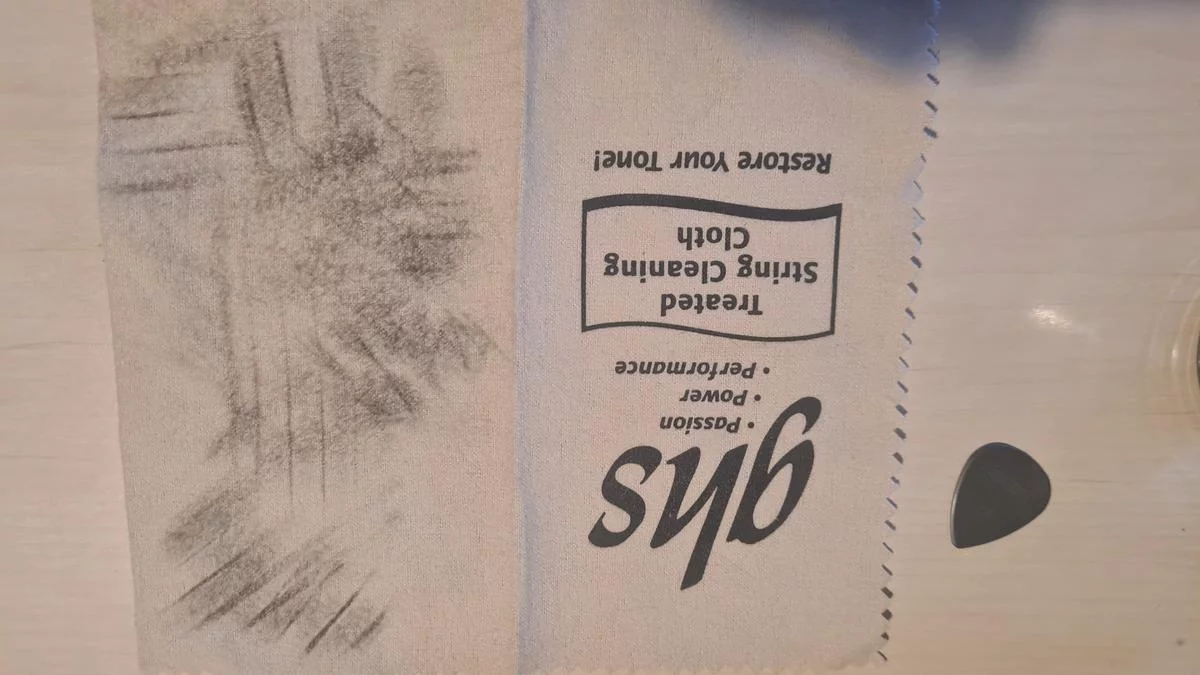 ghs
• Passion
• Power
• Performance
Treated
String Cleaning
Cloth
Restore Your Tone!